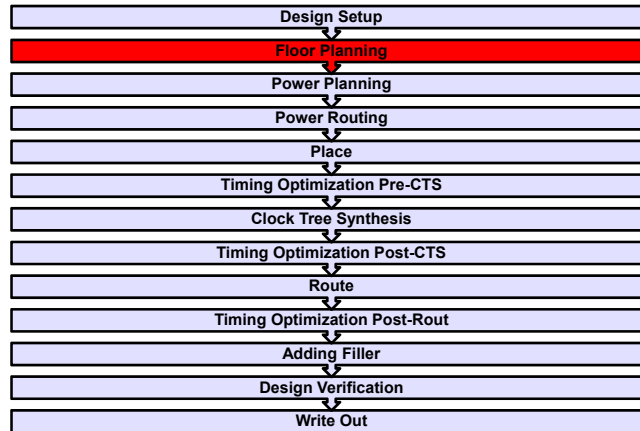 Design Setup
Floor Planning
Power Planning
Power Routing
Place
Timing Optimization Pre-CTS
Clock Tree Synthesis
Timing Optimization Post-CTS
Route
Timing Optimization Post-Rout
Adding Filler
Design Verification
Write Out